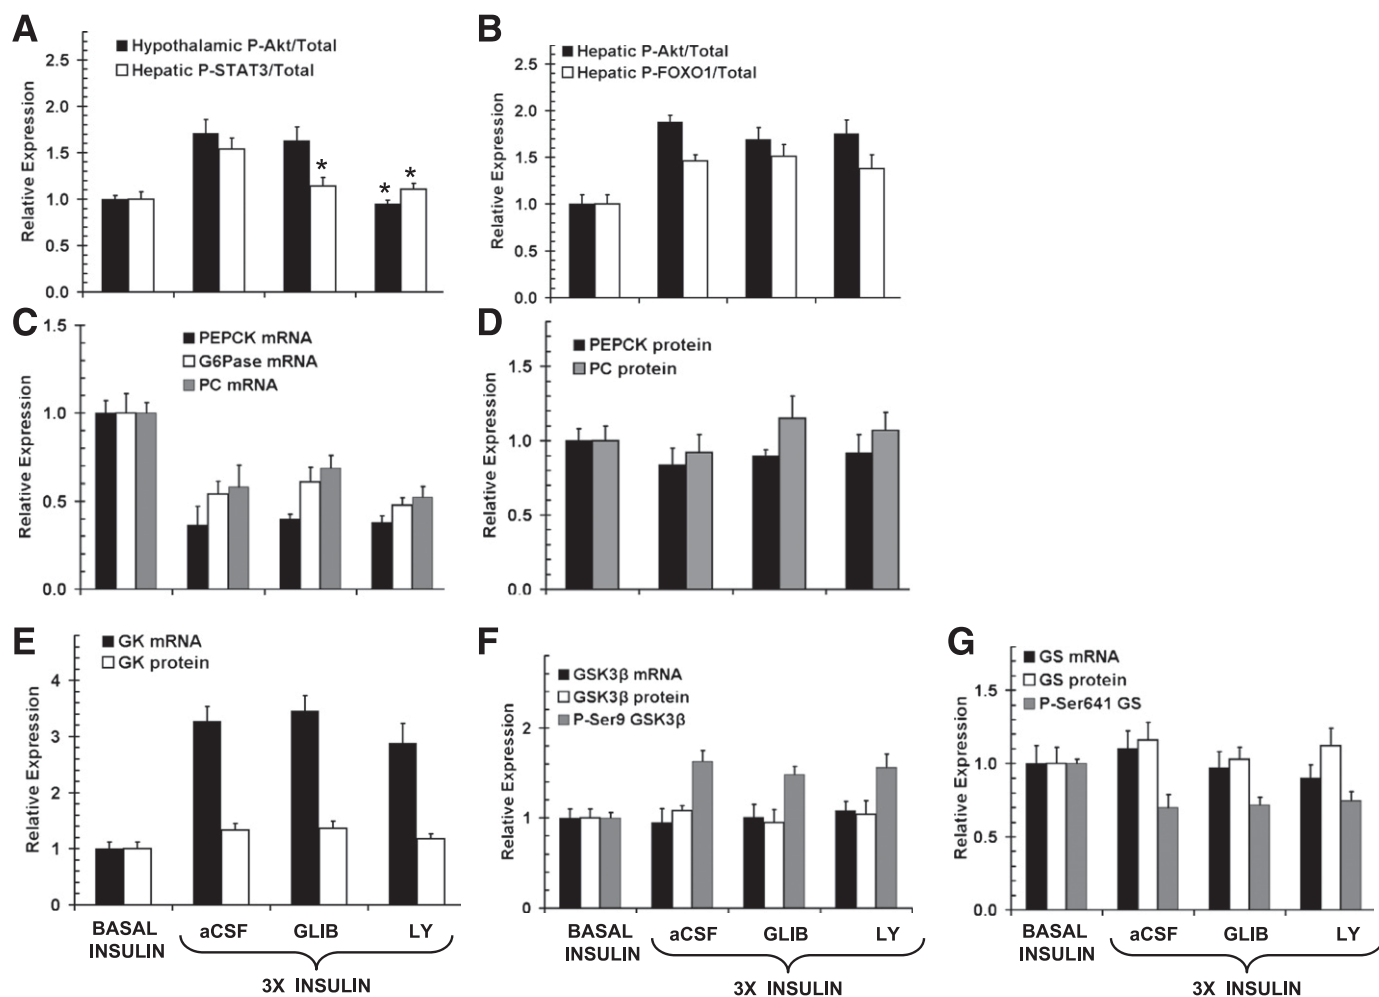 A
Hypothalamic P-Akt/Total
Hepatic P-STAT3/Total
Relative Expression
2.5
2.0
1.5
1.0
0.5
0.0
*
*
*
B
Hepatic P-Akt/Total
Hepatic P-FOXO1/Total
Relative Expression
2.5
2.0
1.5
1.0
0.5
0.0
C
PEPCK mRNA
G6Pase mRNA
PC mRNA
Relative Expression
1.5
1.0
0.5
0.0
D
PEPCK protein
PC protein
Relative Expression
1.5
1.0
0.5
0.0
E
GK mRNA
GK protein
Relative Expression
4
3
2
1
0
BASAL
INSULIN
aCSF
GLIB
LY
3X INSULIN
F
GSK3β mRNA
GSK3β protein
P-Ser9 GSK3β
Relative Expression
2
1
0
BASAL
INSULIN
aCSF
GLIB
LY
3X INSULIN
G
GS mRNA
GS protein
P-Ser641 GS
Relative Expression
1.5
1.0
0.5
0.0
BASAL
INSULIN
aCSF
GLIB
LY
3X INSULIN